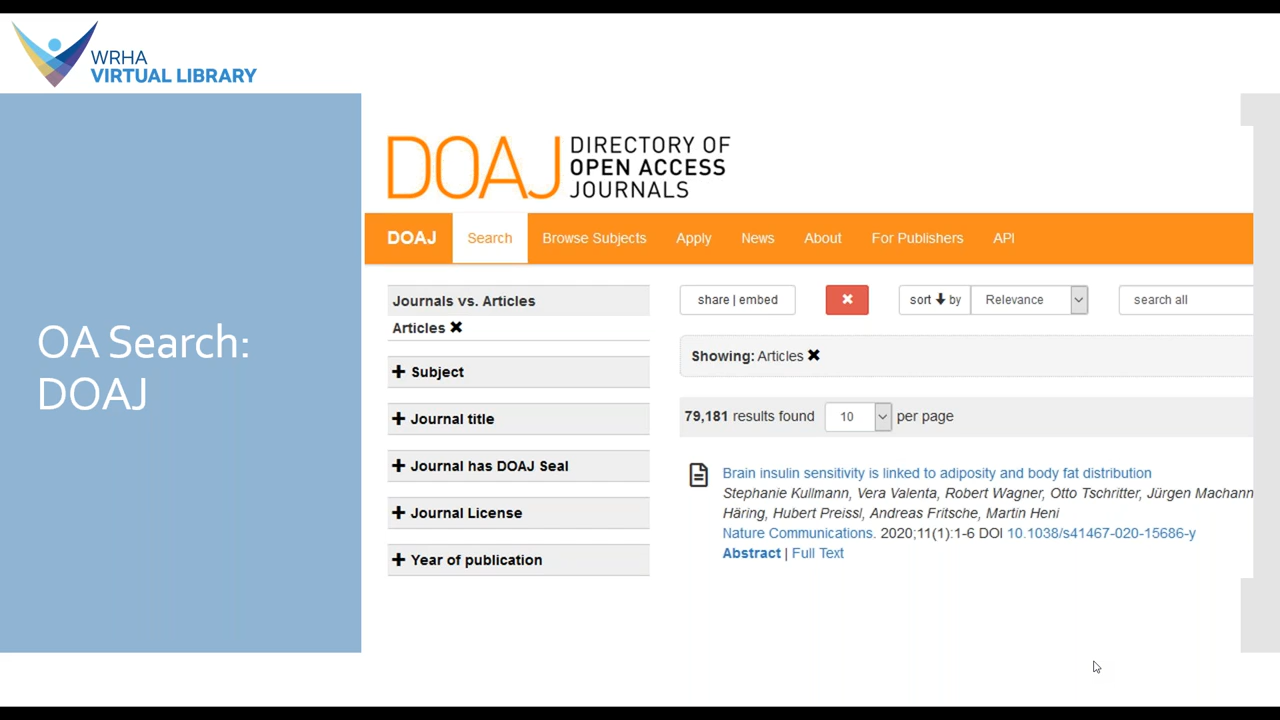 WRHA
VIRTUAL LIBRARY
OA Search:
DOAJ
DOAJ
DIRECTORY OF
OPEN ACCESS
JOURNALS
DOAJ Search Browse Subjects Apply News About For Publishers API
Journals vs. Articles
Articles ✖
+ Subject
+ Journal title
+ Journal has DOAJ Seal
+ Journal License
+ Year of publication
share | embed ✖ sort ↓ by Relevance search all
Showing: Articles ✖
79,181 results found 10 per page
Brain insulin sensitivity is linked to adiposity and body fat distribution
Stephanie Kullmann, Vera Valenta, Robert Wagner, Otto Tschritter, Jürgen Machann
Häring, Hubert Preissl, Andreas Fritsche, Martin Heni
Nature Communications. 2020;11(1):1-6 DOI 10.1038/s41467-020-15686-y
Abstract | Full Text